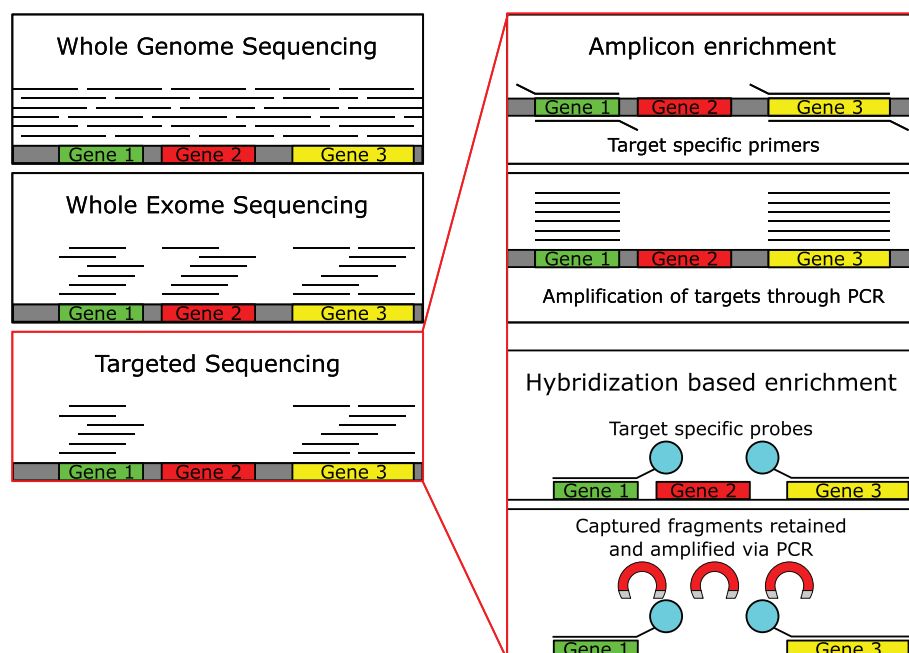 Whole Genome Sequencing
Gene 1 Gene 2 Gene 3
Whole Exome Sequencing
Gene 1 Gene 2 Gene 3
Targeted Sequencing
Gene 1 Gene 2 Gene 3
Amplicon enrichment
Gene 1 Gene 2 Gene 3
Target specific primers
Gene 1 Gene 2 Gene 3
Amplification of targets through PCR
Hybridization based enrichment
Target specific probes
Gene 1 Gene 2 Gene 3
Captured fragments retained
and amplified via PCR
Gene 1 Gene 3